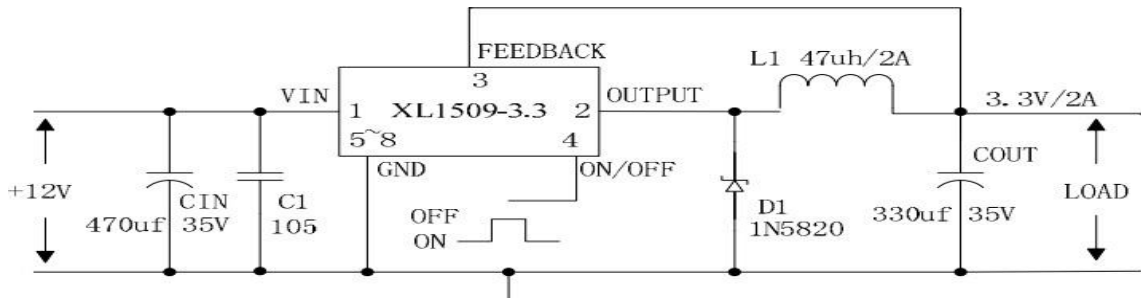 FEEDBACK
L1 47uh/2A
3
VIN
OUTPUT
3.3V/2A
1
XL1509-3.3
2
5~8
4
GND
ON/OFF
COUT
+12V
CIN
C1
LOAD
470uf
35V
105
OFF
ON
D1
1N5820
330uf
35V